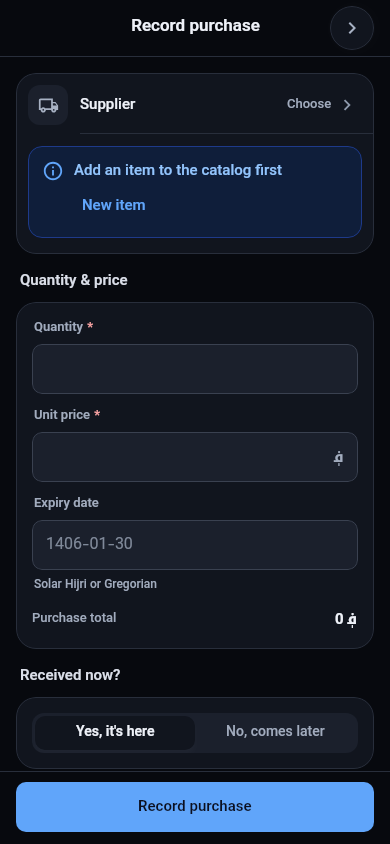 Record purchase
Supplier
Choose
Add an item to the catalog first
New item
Quantity & price
Quantity *
Unit price *
؋
Expiry date
1406-01-30
Solar Hijri or Gregorian
Purchase total
0 ؋
Received now?
Yes, it's here
No, comes later
Record purchase